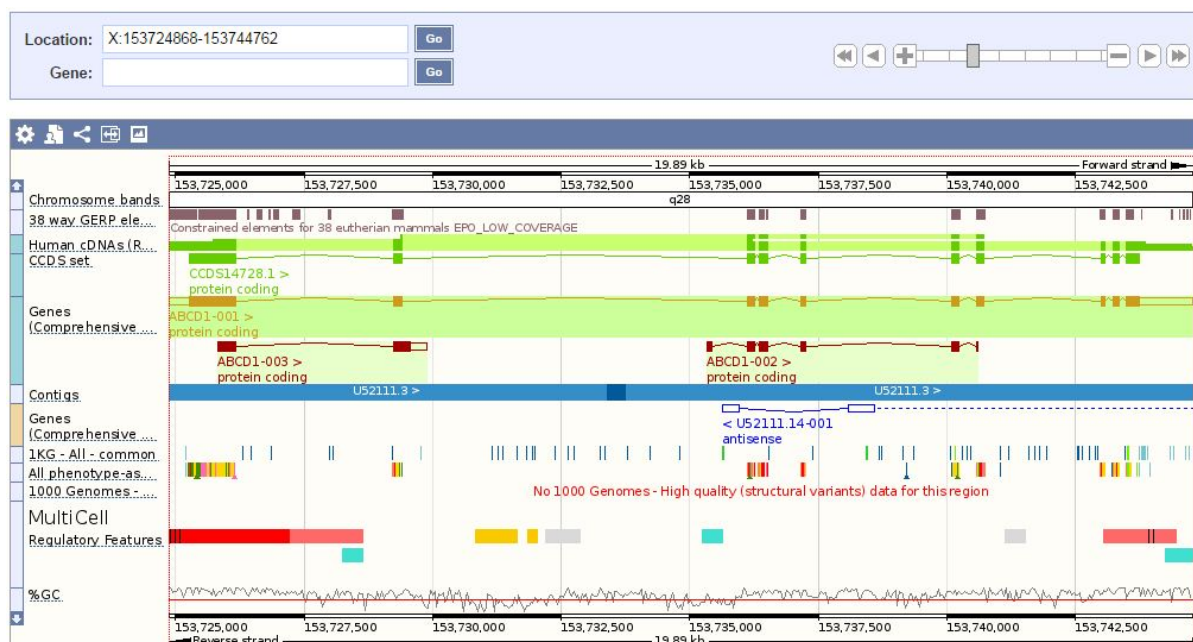 Location: X:153724868-153744762 Go
Gene: Go
19.89 kb Forward strand
153,725,000 153,727,500 153,730,000 153,732,500 153,735,000 153,737,500 153,740,000 153,742,500
Chromosome bands q28
38 way GERP ele...
Constrained elements for 38 eutherian mammals EPO_LOW_COVERAGE
Human cDNAs (R...
CCDS set
CCDS14728.1 >
protein coding
Genes
(Comprehensive ...
ABCD1-001 >
protein coding
ABCD1-003 > ABCD1-002 >
protein coding protein coding
Contigs U52111.3 > U52111.3 >
Genes
(Comprehensive ...
< U52111.14-001
antisense
1KG - All - common
All phenotype-as...
1000 Genomes - ... No 1000 Genomes - High quality (structural variants) data for this region
MultiCell
Regulatory Features
%GC
153,725,000 153,727,500 153,730,000 153,732,500 153,735,000 153,737,500 153,740,000 153,742,500
Reverse strand 19.89 kb